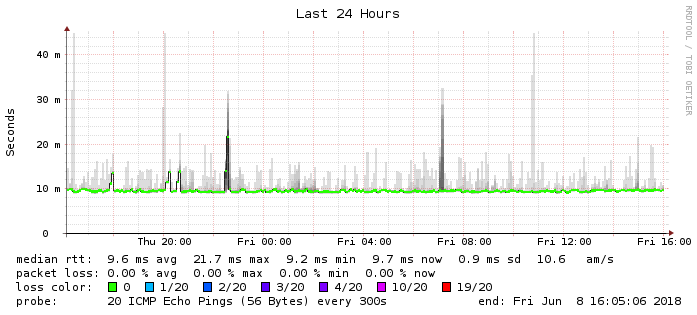 Last 24 Hours
RRDTOOL / TOBI OETIKER
Seconds
40 m
30 m
20 m
10 m
0
Thu 20:00 Fri 00:00 Fri 04:00 Fri 08:00 Fri 12:00 Fri 16:00
median rtt: 9.6 ms avg 21.7 ms max 9.2 ms min 9.7 ms now 0.9 ms sd 10.6 am/s
packet loss: 0.00 % avg 0.00 % max 0.00 % min 0.00 % now
loss color: 0 1/20 2/20 3/20 4/20 10/20 19/20
probe: 20 ICMP Echo Pings (56 Bytes) every 300s end: Fri Jun 8 16:05:06 2018